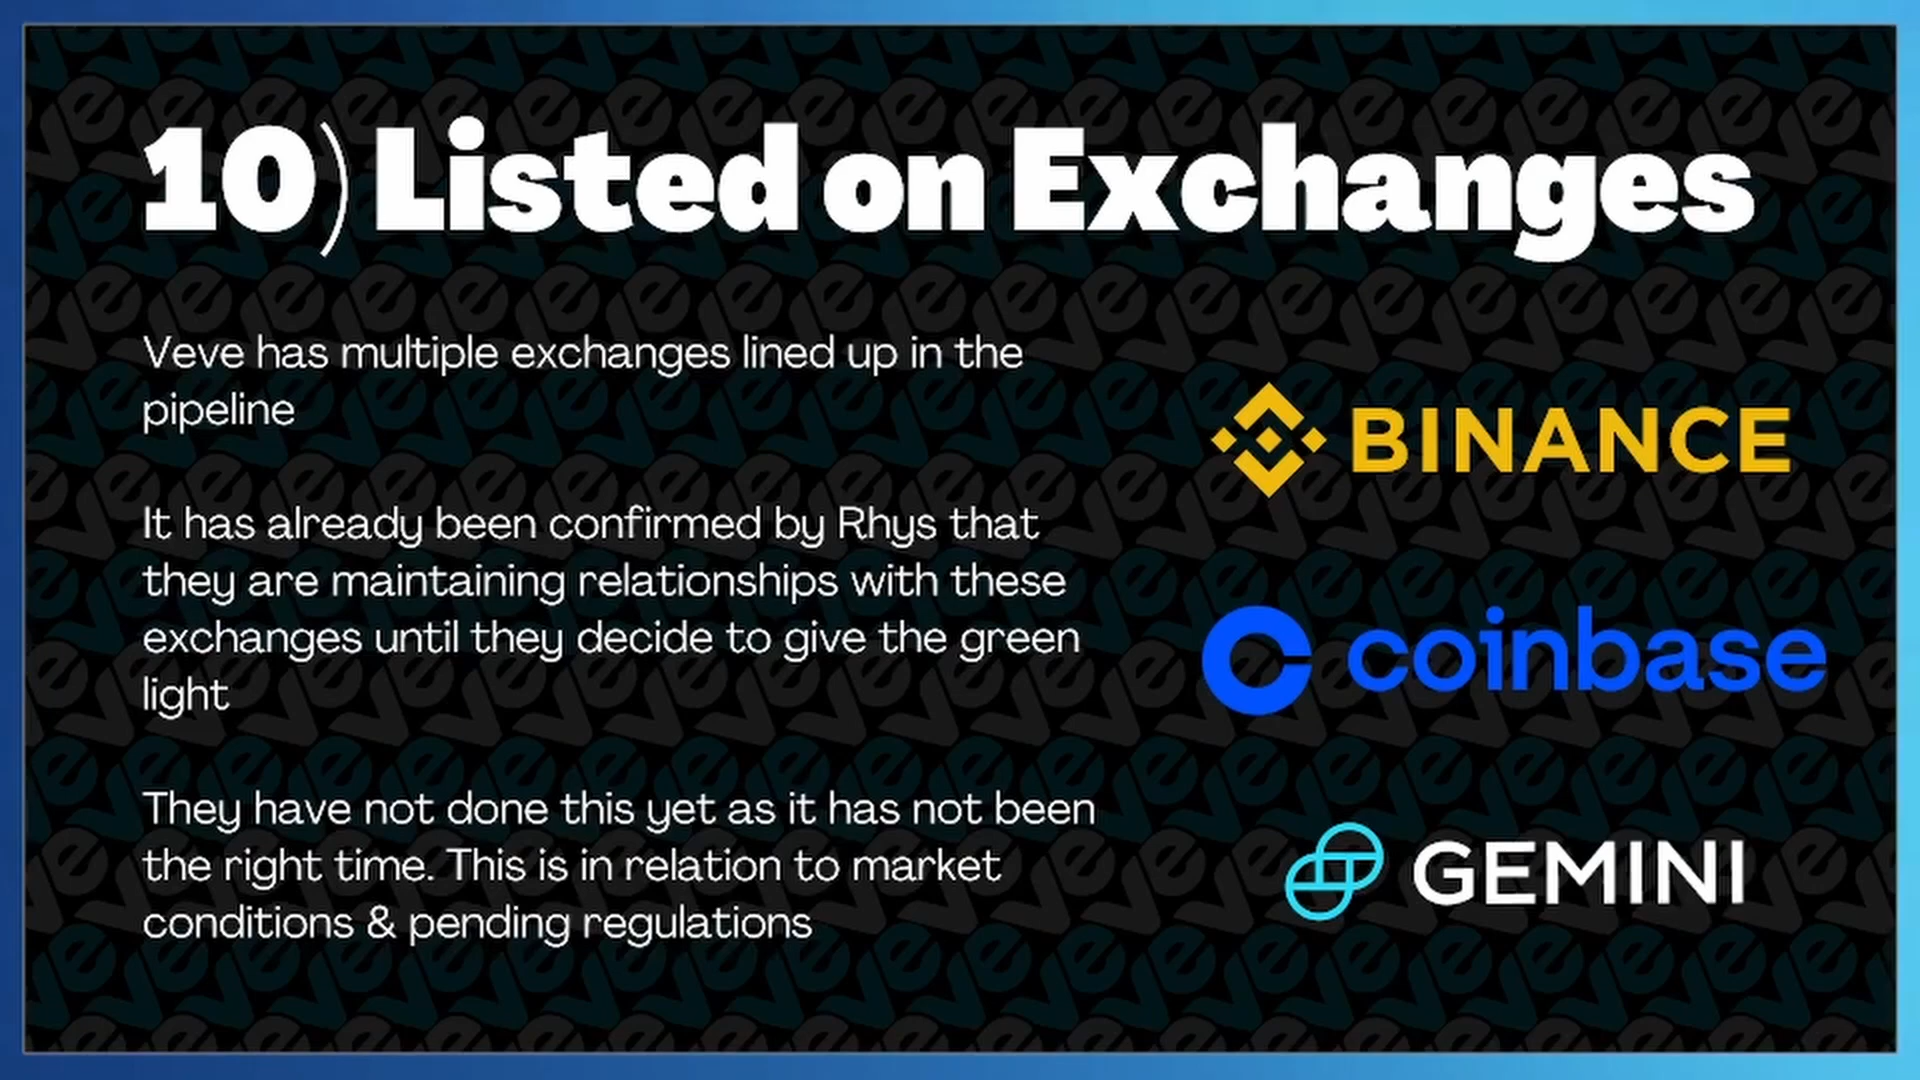 10) Listed on Exchanges
Veve has multiple exchanges lined up in the
pipeline
It has already been confirmed by Rhys that
they are maintaining relationships with these
exchanges until they decide to give the green
light
They have not done this yet as it has not been
the right time. This is in relation to market
conditions & pending regulations
BINANCE
coinbase
GEMINI